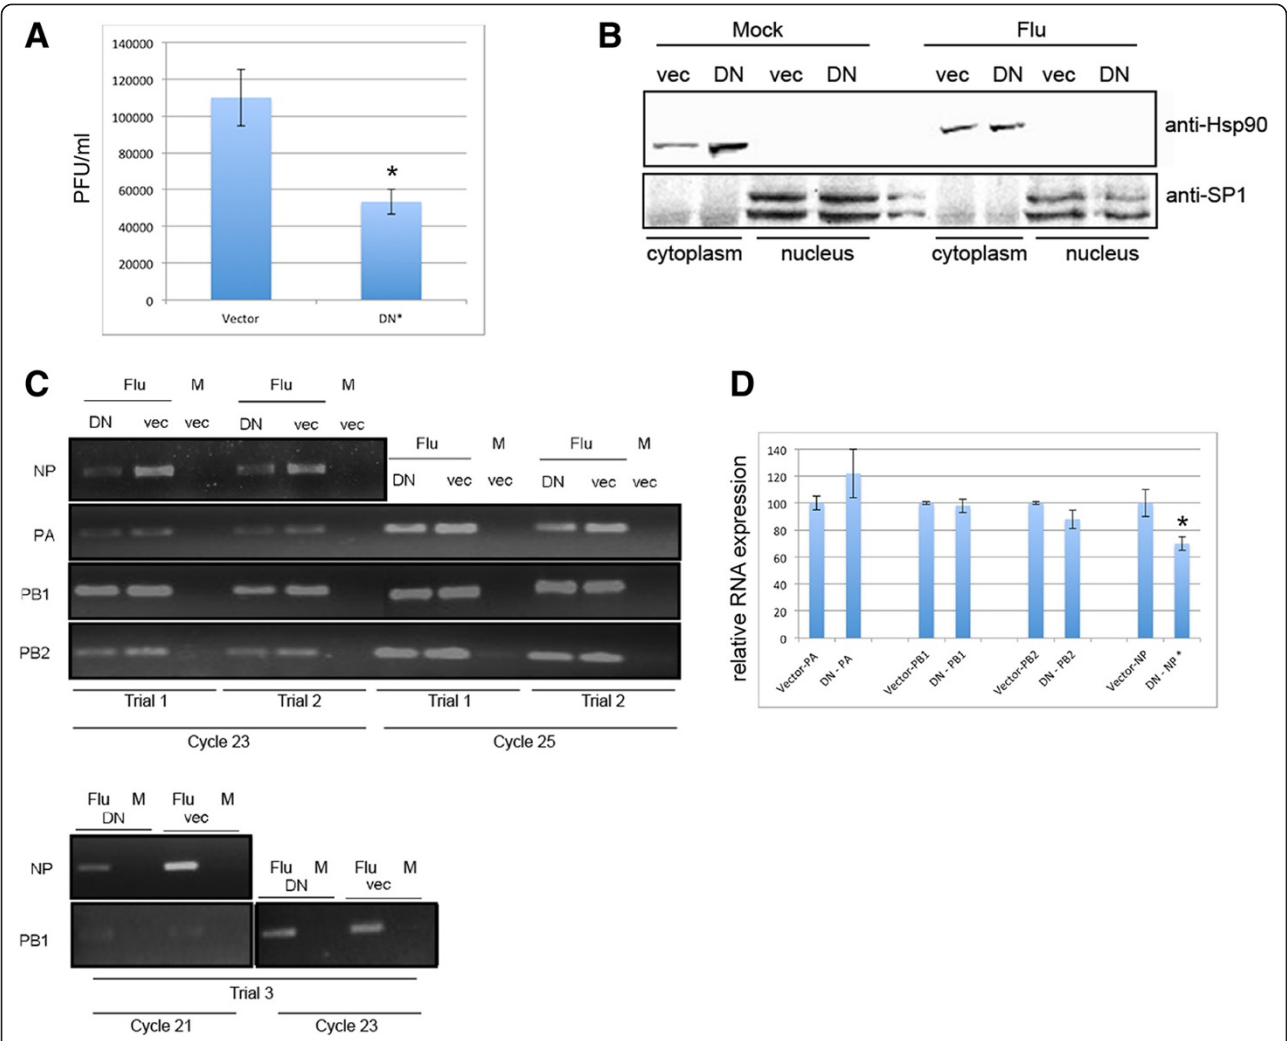 A
140000
120000
100000
80000
60000
40000
20000
0
PFU/ml
*
Vector
DN*
B
Mock Flu
vec DN vec DN vec DN vec DN
anti-Hsp90
anti-SP1
cytoplasm nucleus cytoplasm nucleus
C
Flu M Flu M
DN vec vec DN vec vec
Flu M Flu M
DN vec vec DN vec vec
NP
PA
PB1
PB2
Trial 1 Trial 2 Trial 1 Trial 2
Cycle 23 Cycle 25
Flu M Flu M
DN vec
Flu M Flu M
DN vec
NP
PB1
Trial 3
Cycle 21 Cycle 23
D
140
120
100
80
60
40
20
0
relative RNA expression
*
Vector-PA
DN - PA
Vector-PB1
DN - PB1
Vector-PB2
DN - PB2
Vector-NP
DN - NP*